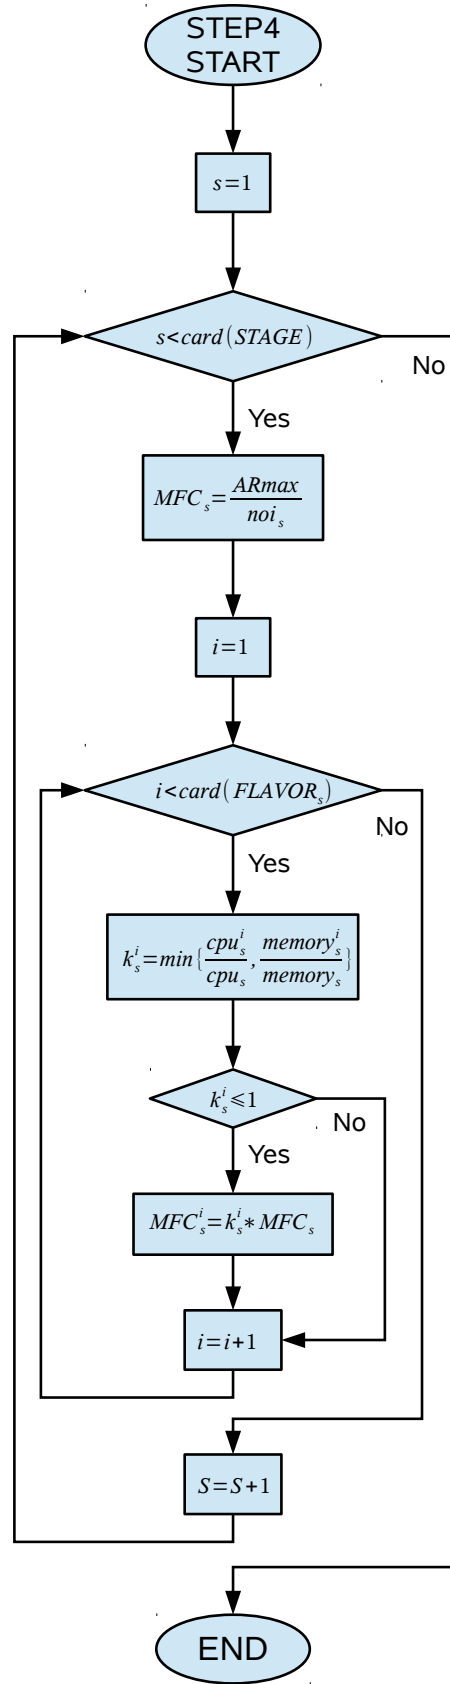 STEP4
START
s=1
s<card(STAGE)
No
Yes
MFC_s = ARmax / noi_s
i=1
i<card(FLAVOR_s)
No
Yes
k_s^i = min{cpu_s^i / cpu_s, memory_s^i / memory_s}
k_s^i ⩽ 1
No
Yes
MFC_s^i = k_s^i * MFC_s
i=i+1
S=S+1
END